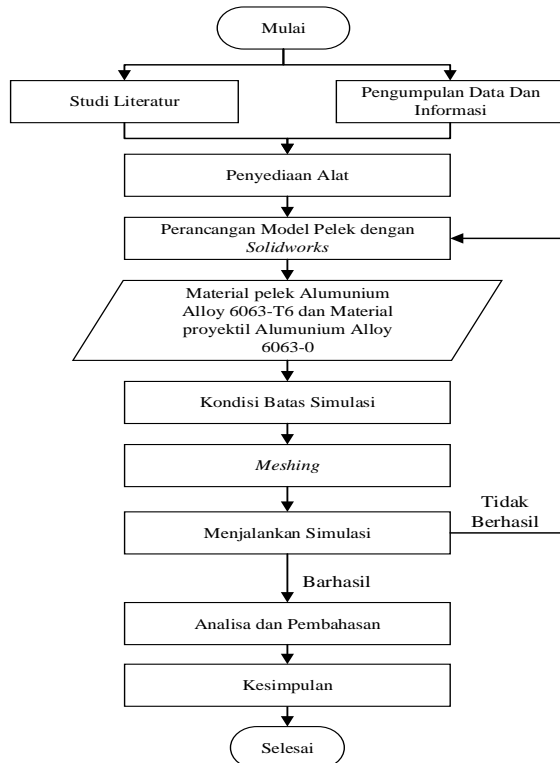 Mulai
Studi Literatur
Pengumpulan Data Dan
Informasi
Penyediaan Alat
Perancangan Model Pelek dengan
Solidworks
Material pelek Alumunium
Alloy 6063-T6 dan Material
proyektil Alumunium Alloy
6063-0
Kondisi Batas Simulasi
Meshing
Menjalankan Simulasi
Tidak
Berhasil
Barhasil
Analisa dan Pembahasan
Kesimpulan
Selesai